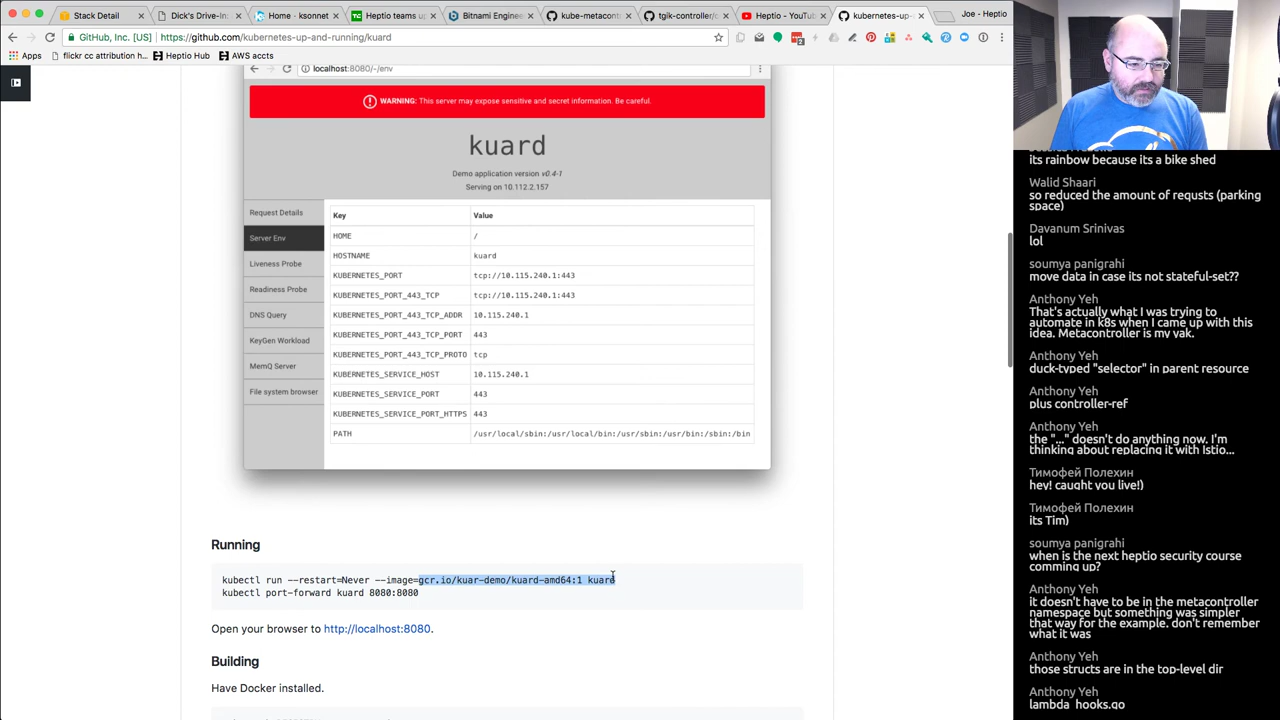 Stack Detail
Dick's Drive-In:
Home - ksonnet
Heptio teams up
Bitnami Engine
kube-metacont
tgik-controller/
Heptio - YouTu
kubernetes-up-
Joe - Heptio
GitHub, Inc. [US]
https://github.com/kubernetes-up-and-running/kuard
Apps
flickr cc attribution h...
Heptio Hub
AWS accts
localhost:8080/-/env
WARNING: This server may expose sensitive and secret information. Be careful.
kuard
Demo application version v0.4-1
Serving on 10.112.2.157
Request Details
Server Env
Liveness Probe
Readiness Probe
DNS Query
KeyGen Workload
MemQ Server
File system browser
Key Value
HOME /
HOSTNAME kuard
KUBERNETES_PORT tcp://10.115.240.1:443
KUBERNETES_PORT_443_TCP tcp://10.115.240.1:443
KUBERNETES_PORT_443_TCP_ADDR 10.115.240.1
KUBERNETES_PORT_443_TCP_PORT 443
KUBERNETES_PORT_443_TCP_PROTO tcp
KUBERNETES_SERVICE_HOST 10.115.240.1
KUBERNETES_SERVICE_PORT 443
KUBERNETES_SERVICE_PORT_HTTPS 443
PATH /usr/local/sbin:/usr/local/bin:/usr/sbin:/usr/bin:/sbin:/bin
Running
kubectl run --restart=Never --image=gcr.io/kuar-demo/kuard-amd64:1 kuard
kubectl port-forward kuard 8080:8080
Open your browser to http://localhost:8080.
Building
Have Docker installed.
its rainbow because its a bike shed
Walid Shaari
so reduced the amount of requsts (parking
space)
Davanum Srinivas
lol
soumya panigrahi
move data in case its not stateful-set??
Anthony Yeh
That's actually what I was trying to
automate in k8s when I came up with this
idea. Metacontroller is my yak.
Anthony Yeh
duck-typed "selector" in parent resource
Anthony Yeh
plus controller-ref
Anthony Yeh
the "..." doesn't do anything now. I'm
thinking about replacing it with Istio...
Тимофей Полехин
hey! caught you live!)
Тимофей Полехин
its Tim)
soumya panigrahi
when is the next heptio security course
comming up?
Anthony Yeh
it doesn't have to be in the metacontroller
namespace but something was simpler
that way for the example. don't remember
what it was
Anthony Yeh
those structs are in the top-level dir
Anthony Yeh
lambda_hooks.go